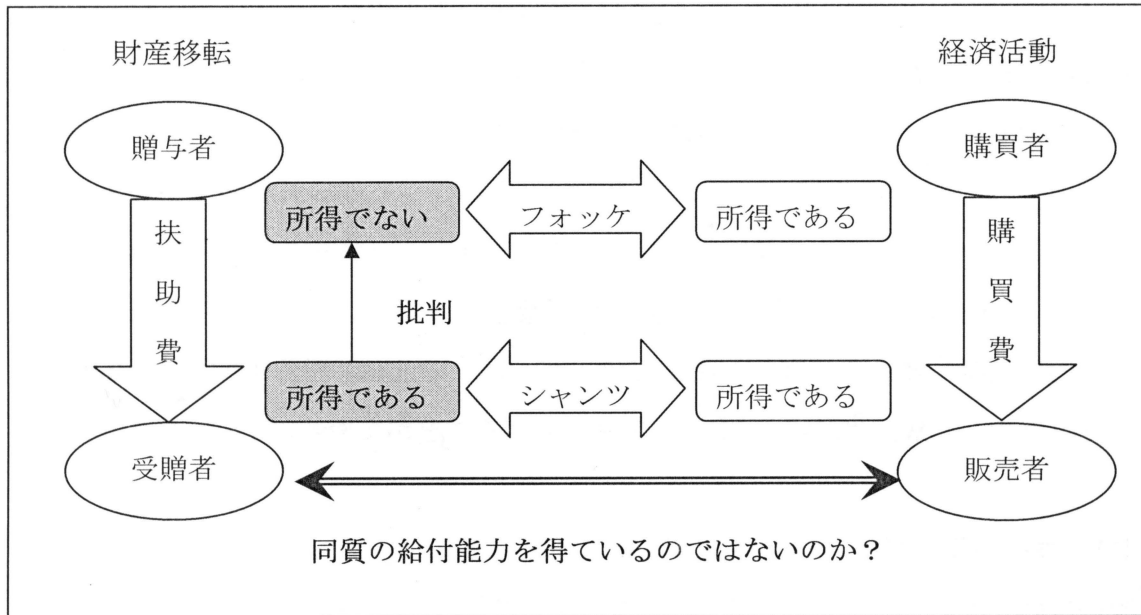 財産移転
経済活動
贈与者
購買者
扶助費
所得でない
フォッケ
所得である
購買費
批判
所得である
シャンツ
所得である
受贈者
販売者
同質の給付能力を得ているのではないのか？